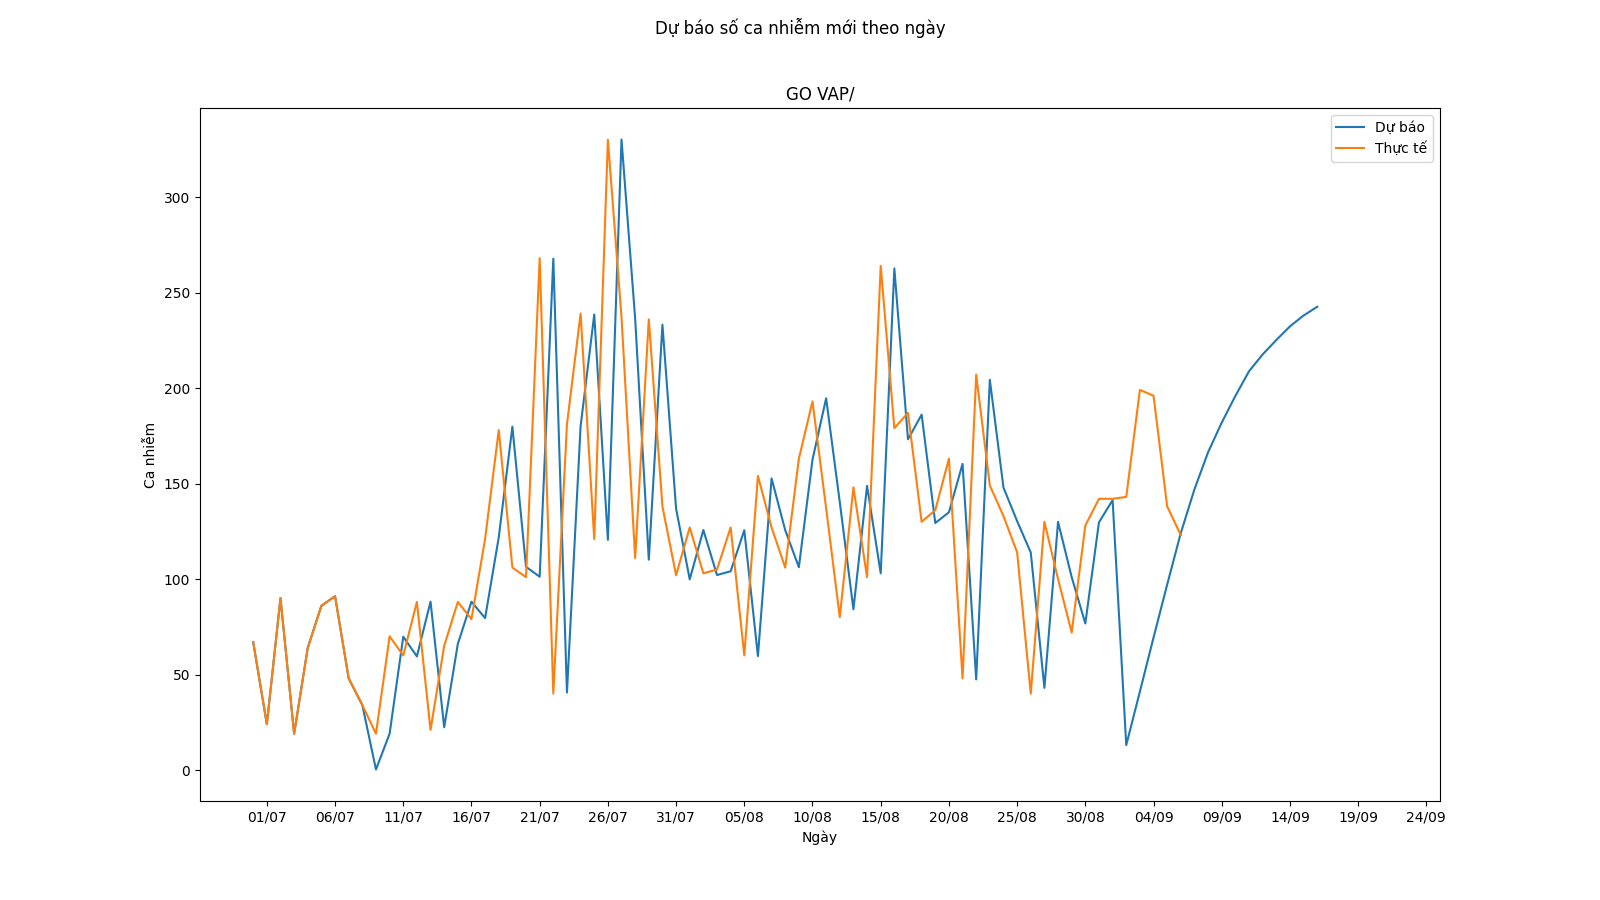 Dự báo số ca nhiễm mới theo ngày
GO VAP/
Dự báo
Thực tế
300
250
200
150
100
50
0
Ca nhiễm
01/07 06/07 11/07 16/07 21/07 26/07 31/07 05/08 10/08 15/08 20/08 25/08 30/08 04/09 09/09 14/09 19/09 24/09
Ngày